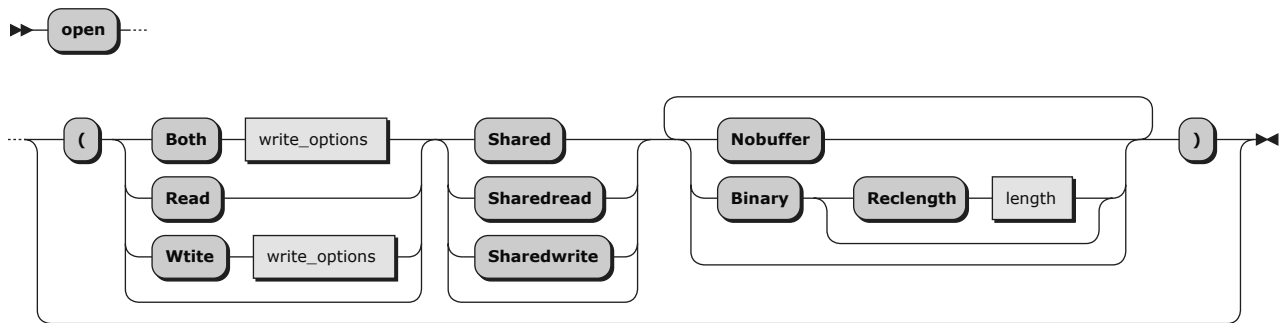 open
( Both write_options Shared Nobuffer )
Read Sharedread Binary Reclength length
Wtite write_options Sharedwrite